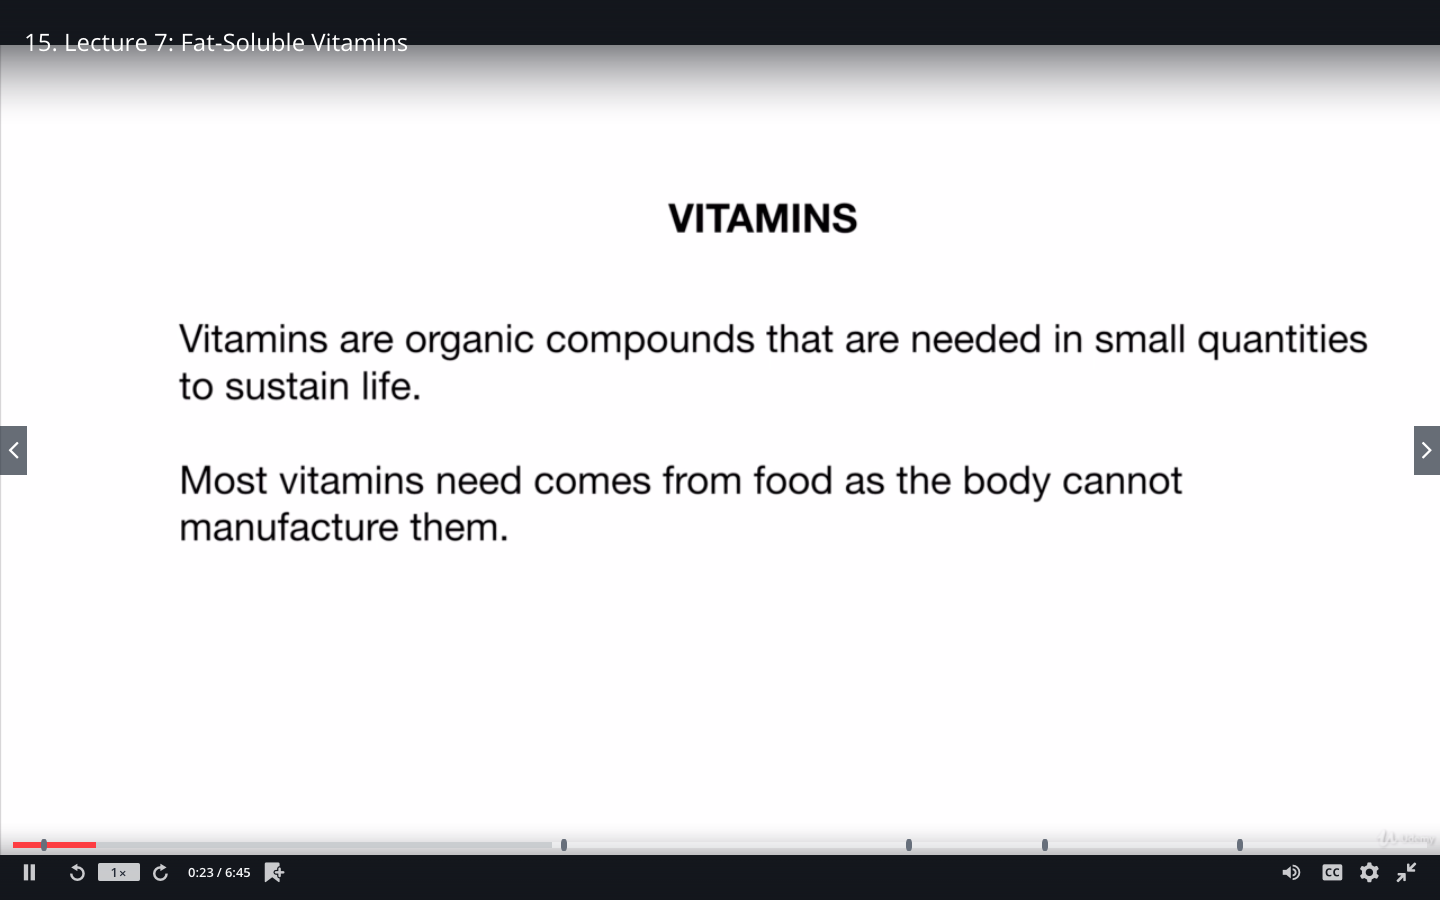 15. Lecture 7: Fat-Soluble Vitamins
VITAMINS
Vitamins are organic compounds that are needed in small quantities
to sustain life.
Most vitamins need comes from food as the body cannot
manufacture them.
1×
0:23 / 6:45
CC